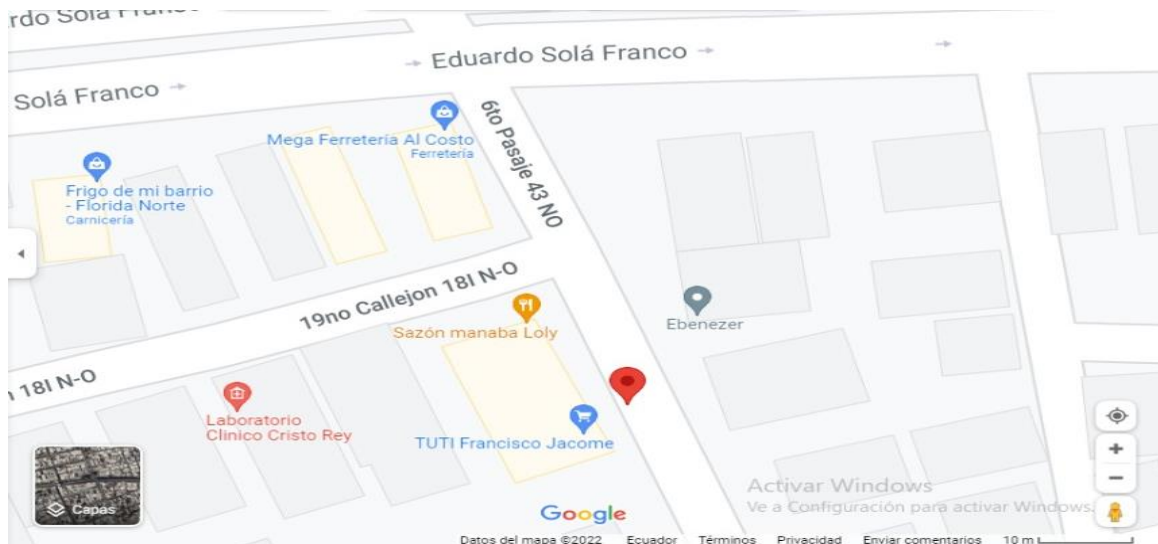 rdo Solá Franco
Eduardo Solá Franco
Solá Franco
6to Pasaje 43 NO
Mega Ferretería Al Costo
Ferretería
Frigo de mi barrio
- Florida Norte
Carnicería
19no Callejon 18I N-O
Sazón manaba Loly
Ebenezer
18I N-O
Laboratorio
Clinico Cristo Rey
TUTI Francisco Jacome
Capas
Activar Windows
Ve a Configuración para activar Windows.
Google
Datos del mapa ©2022 Ecuador Términos Privacidad Enviar comentarios 10 m